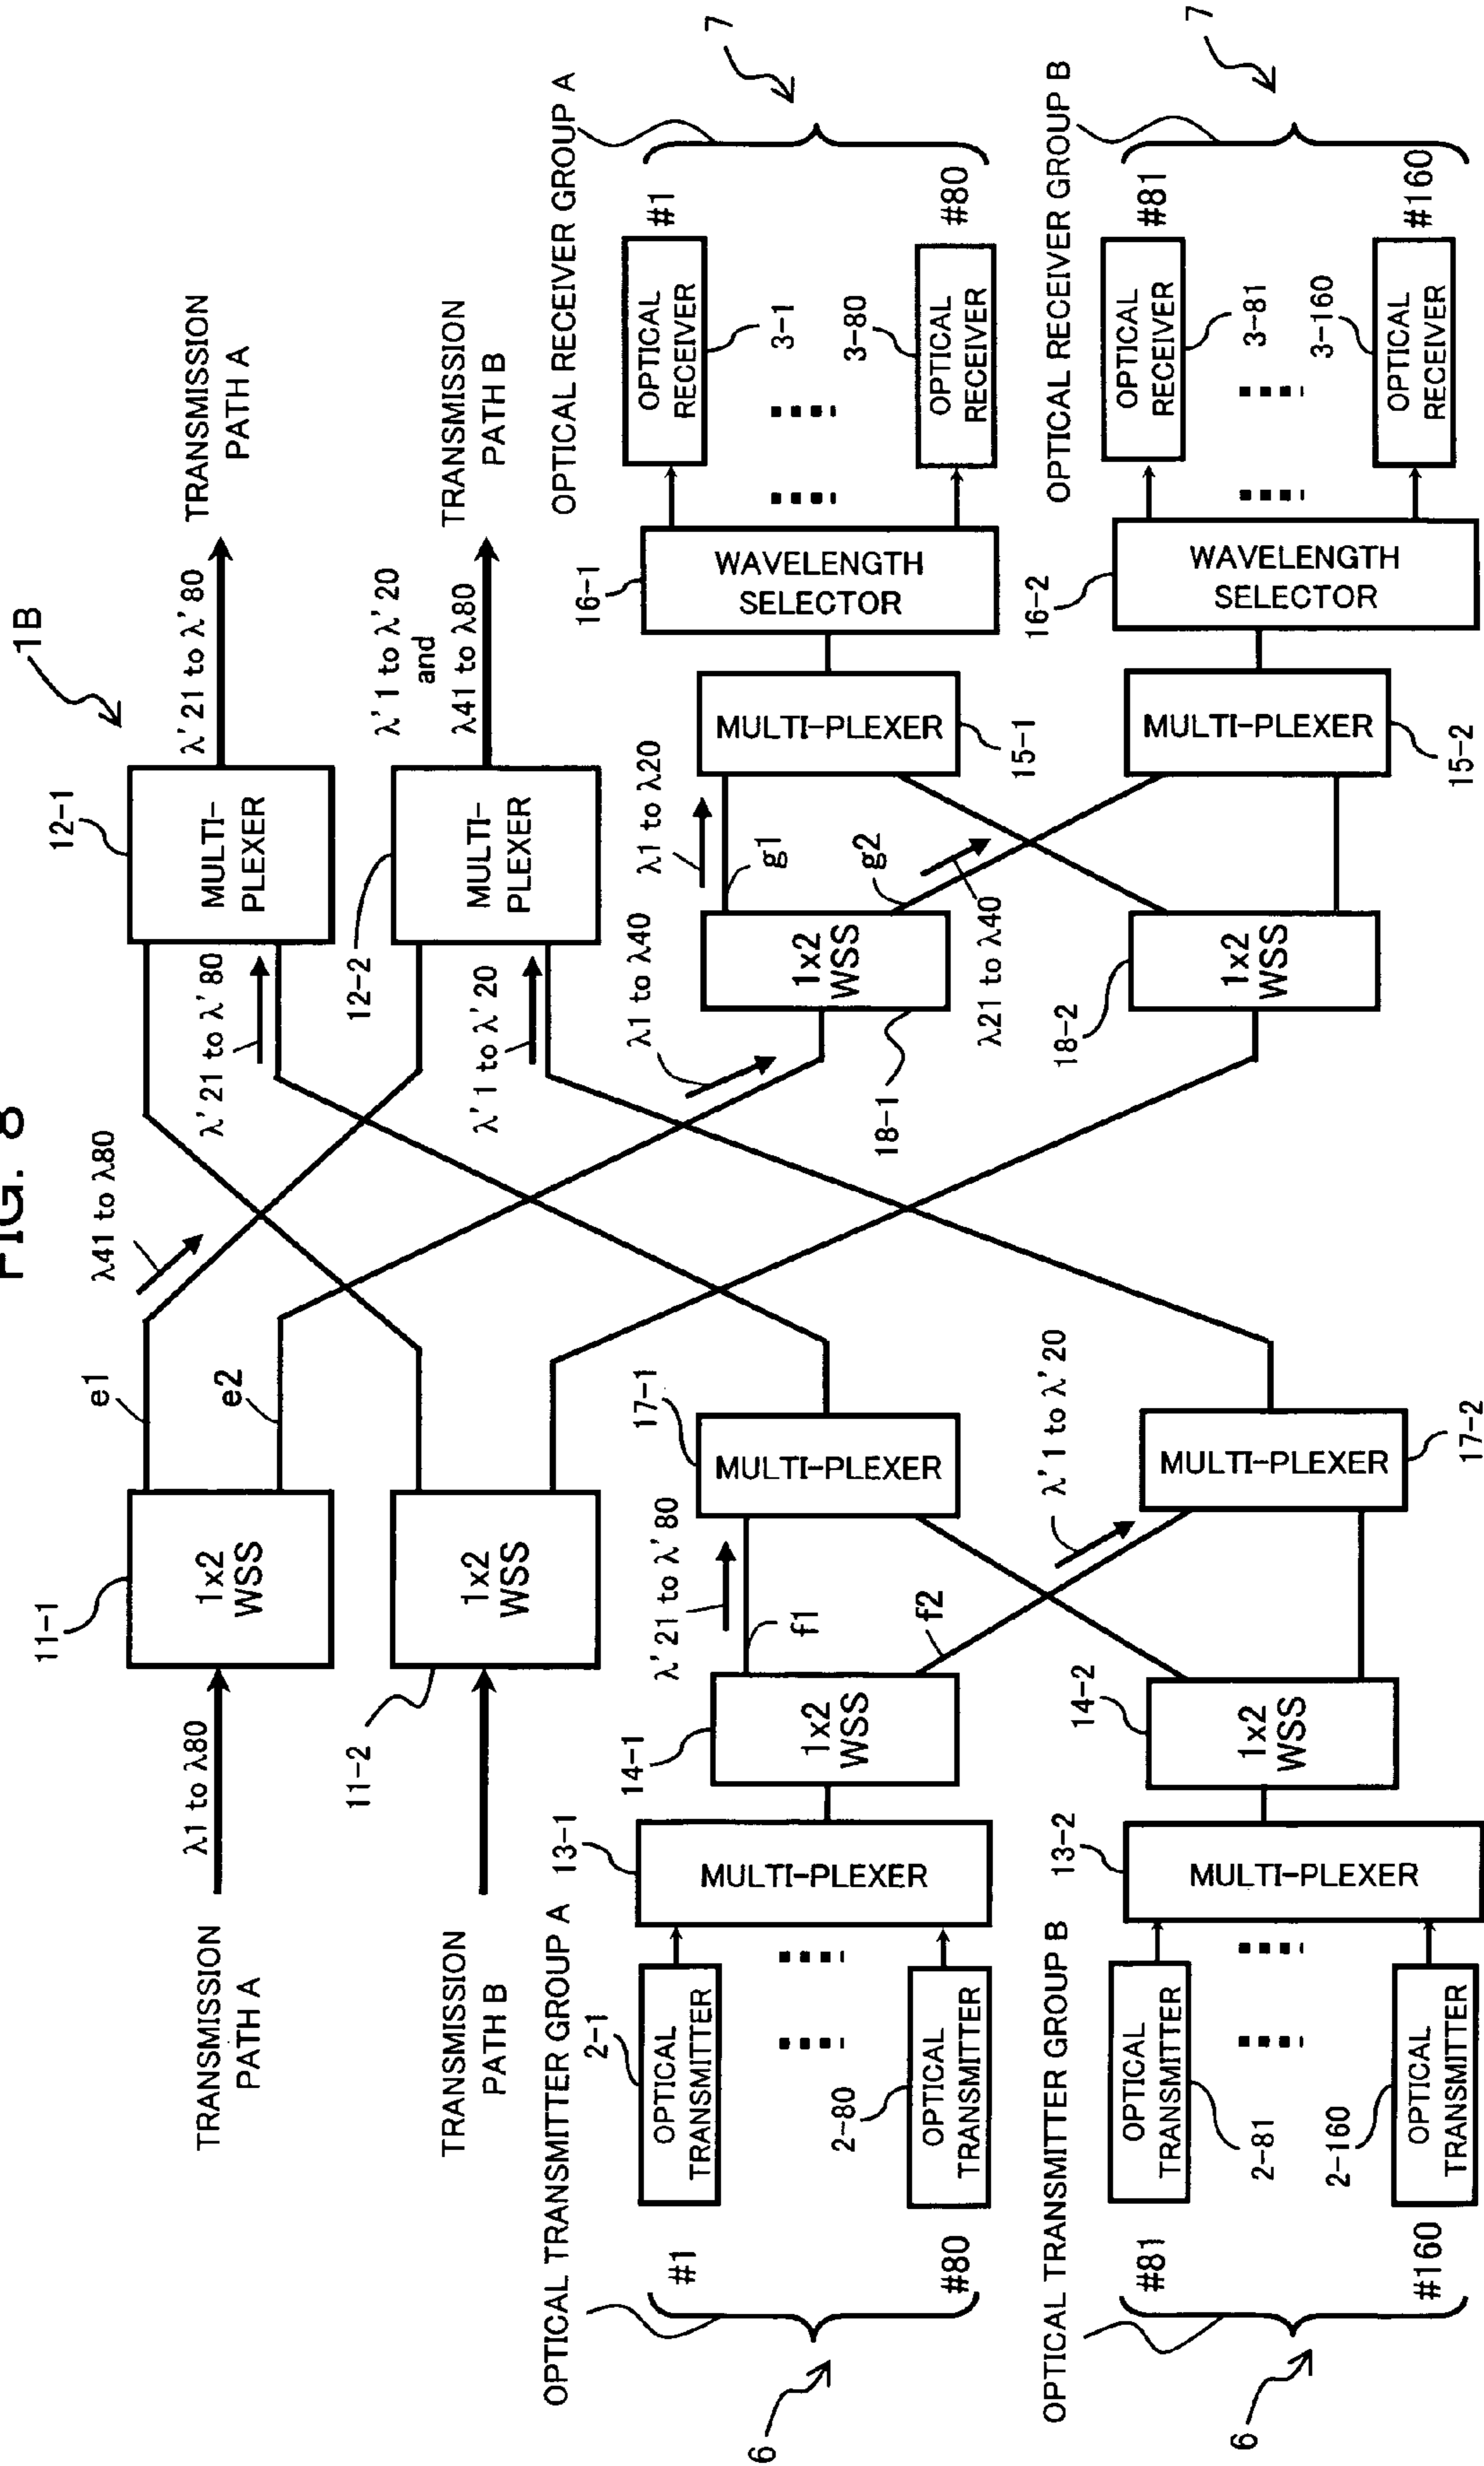 FIG. 8
1B
TRANSMISSION
PATH A
λ1 to λ80
11-1
1x2
WSS
e1
e2
λ41 to λ80
λ'21 to λ'80
12-1
MULTI-
PLEXER
λ'21 to λ'80
TRANSMISSION
PATH A
TRANSMISSION
PATH B
11-2
1x2
WSS
λ'1 to λ'20
12-2
MULTI-
PLEXER
λ'1 to λ'20
and
λ41 to λ80
TRANSMISSION
PATH B
OPTICAL TRANSMITTER GROUP A
6
#1
#80
2-1
OPTICAL
TRANSMITTER
2-80
OPTICAL
TRANSMITTER
13-1
MULTI-PLEXER
14-1
1x2
WSS
λ'21 to λ'80
f1
f2
17-1
MULTI-PLEXER
λ1 to λ40
18-1
1x2
WSS
λ1 to λ20
g1
g2
λ21 to λ40
15-1
MULTI-PLEXER
16-1
WAVELENGTH
SELECTOR
OPTICAL RECEIVER GROUP A
OPTICAL
RECEIVER
3-1
#1
3-80
OPTICAL
RECEIVER
#80
7
OPTICAL TRANSMITTER GROUP B
6
#81
#160
OPTICAL
TRANSMITTER
2-81
2-160
OPTICAL
TRANSMITTER
13-2
MULTI-PLEXER
14-2
1x2
WSS
λ'1 to λ'20
MULTI-PLEXER
17-2
18-2
1x2
WSS
MULTI-PLEXER
15-2
16-2
WAVELENGTH
SELECTOR
OPTICAL RECEIVER GROUP B
OPTICAL
RECEIVER
3-81
#81
3-160
OPTICAL
RECEIVER
#160
7